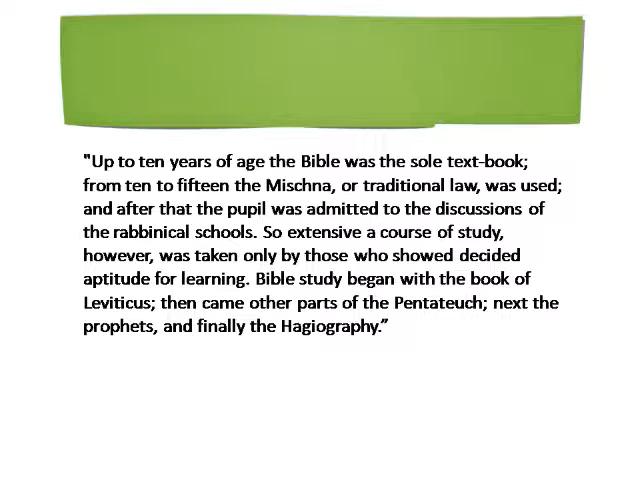 "Up to ten years of age the Bible was the sole text-book;
from ten to fifteen the Mischna, or traditional law, was used;
and after that the pupil was admitted to the discussions of
the rabbinical schools. So extensive a course of study,
however, was taken only by those who showed decided
aptitude for learning. Bible study began with the book of
Leviticus; then came other parts of the Pentateuch; next the
prophets, and finally the Hagiography.”